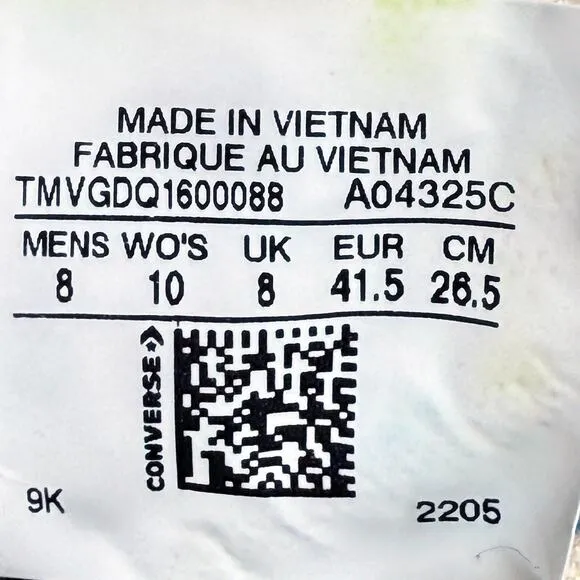 MADE IN VIETNAM
FABRIQUE AU VIETNAM
TMVGDQ1600088 A04325C
MENS WO'S UK EUR CM
8 10 8 41.5 26.5
CONVERSE
9K 2205